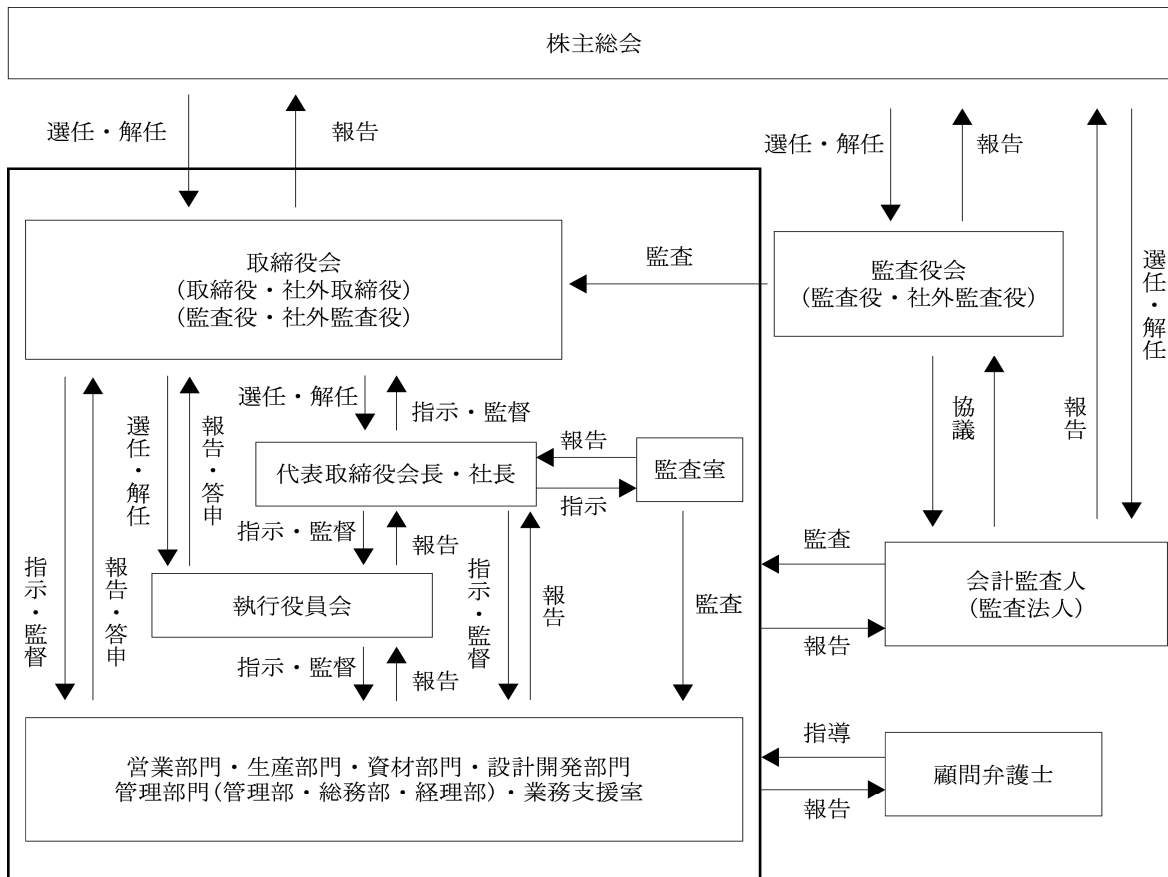 株主総会
選任・解任
報告
選任・解任
報告
取締役会
(取締役・社外取締役)
(監査役・社外監査役)
監査
監査役会
(監査役・社外監査役)
選任・解任
報告
選任・解任
指示・監督
選任・解任
報告・答申
協議
代表取締役会長・社長
報告
指示
監査室
指示・監督
報告
指示・監督
報告・答申
執行役員会
指示・監督
報告
監査
監査
報告
会計監査人
(監査法人)
指示・監督
報告
営業部門・生産部門・資材部門・設計開発部門
管理部門(管理部・総務部・経理部)・業務支援室
指導
報告
顧問弁護士